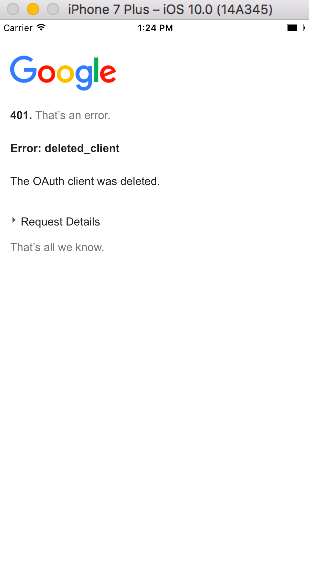 iPhone 7 Plus – iOS 10.0 (14A345)
Carrier 1:24 PM
Google
401. That's an error.
Error: deleted_client
The OAuth client was deleted.
Request Details
That's all we know.